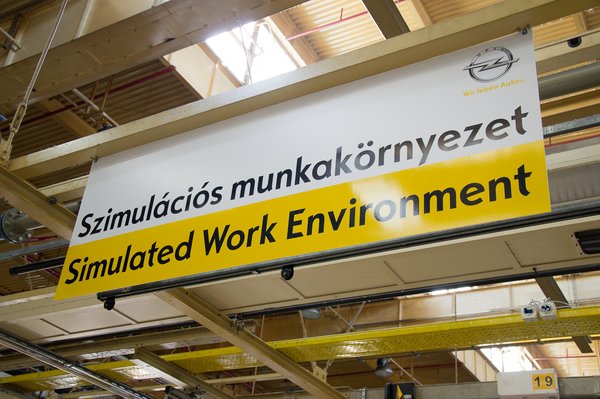 OPEL
Wir leben Autos.
Szimulációs munkakörnyezet
Simulated Work Environment
19